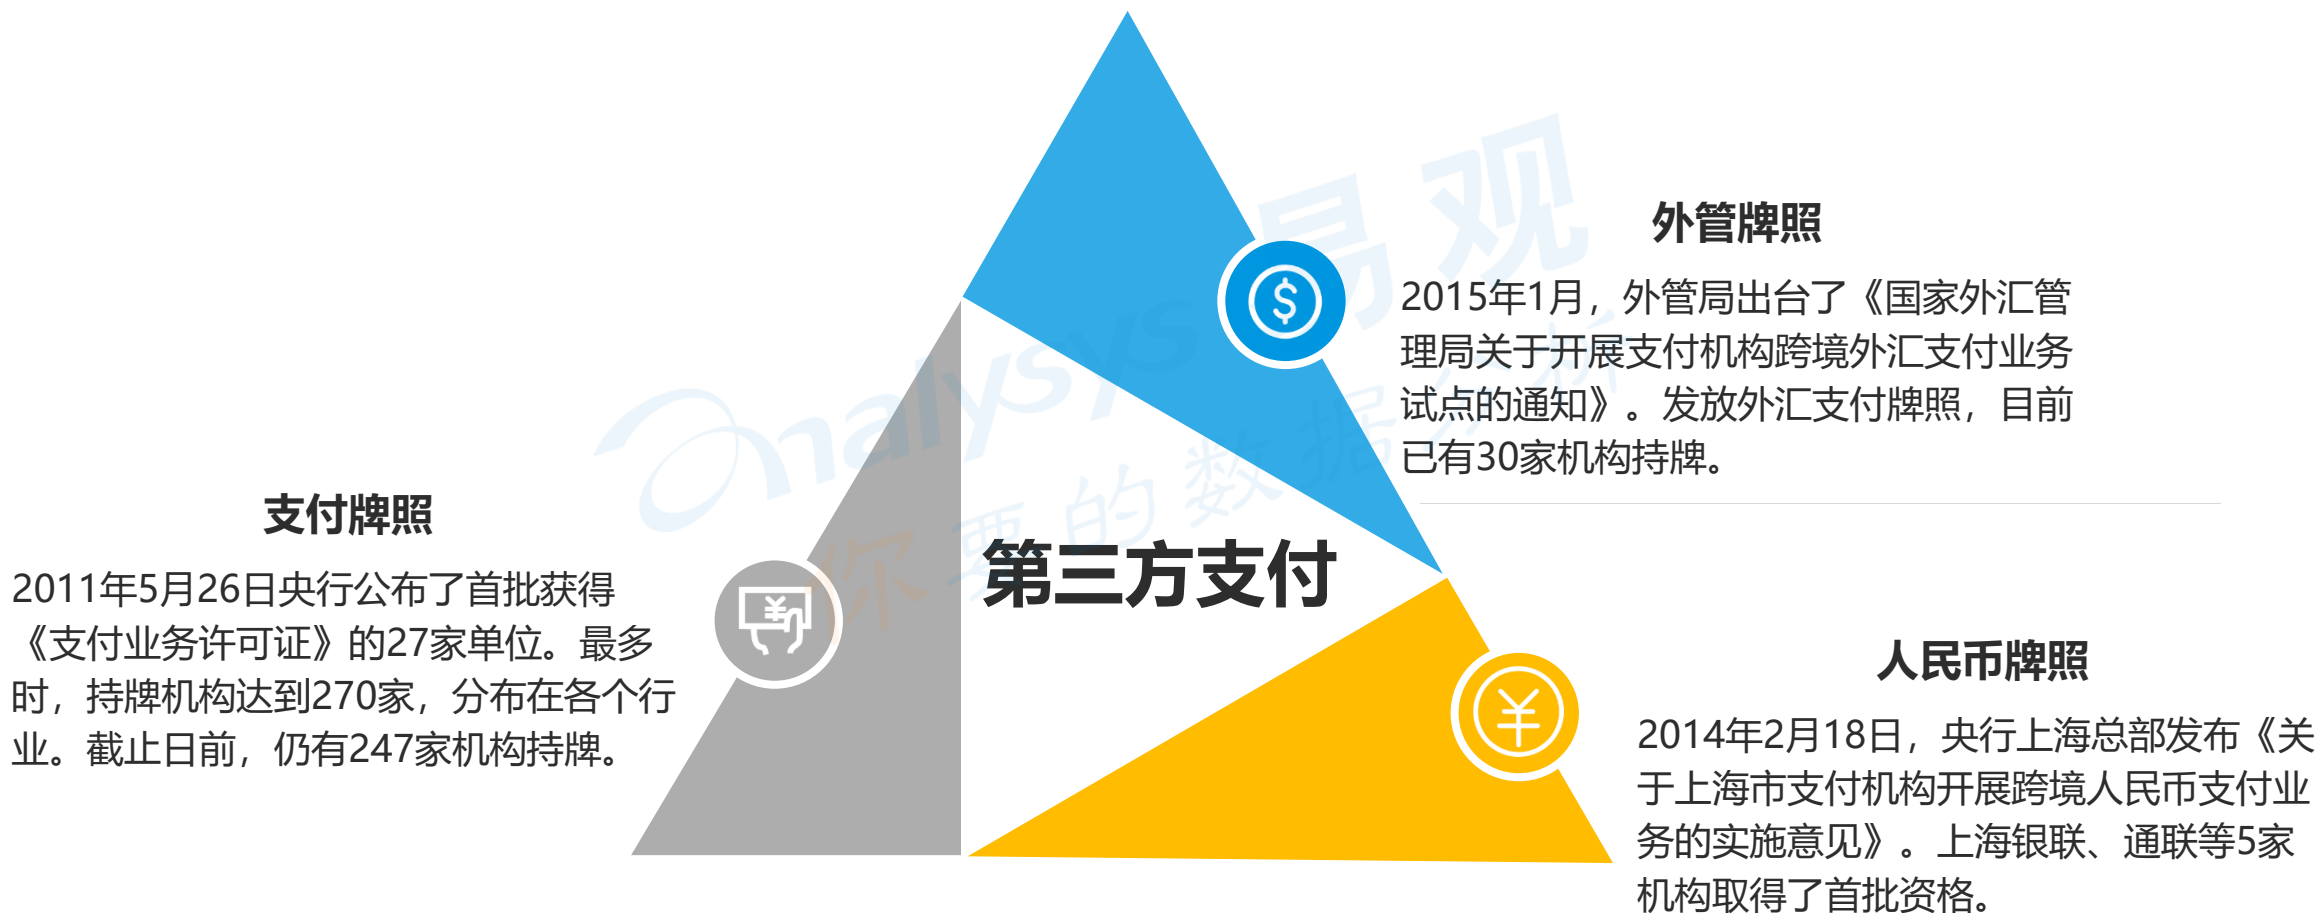 外管牌照
2015年1月，外管局出台了《国家外汇管
理局关于开展支付机构跨境外汇支付业务
试点的通知》。发放外汇支付牌照，目前
已有30家机构持牌。
支付牌照
2011年5月26日央行公布了首批获得
《支付业务许可证》的27家单位。最多
时，持牌机构达到270家，分布在各个行
业。截止日前，仍有247家机构持牌。
第三方支付
人民币牌照
2014年2月18日，央行上海总部发布《关
于上海市支付机构开展跨境人民币支付业
务的实施意见》。上海银联、通联等5家
机构取得了首批资格。
analysys 易观
你要的数据分析